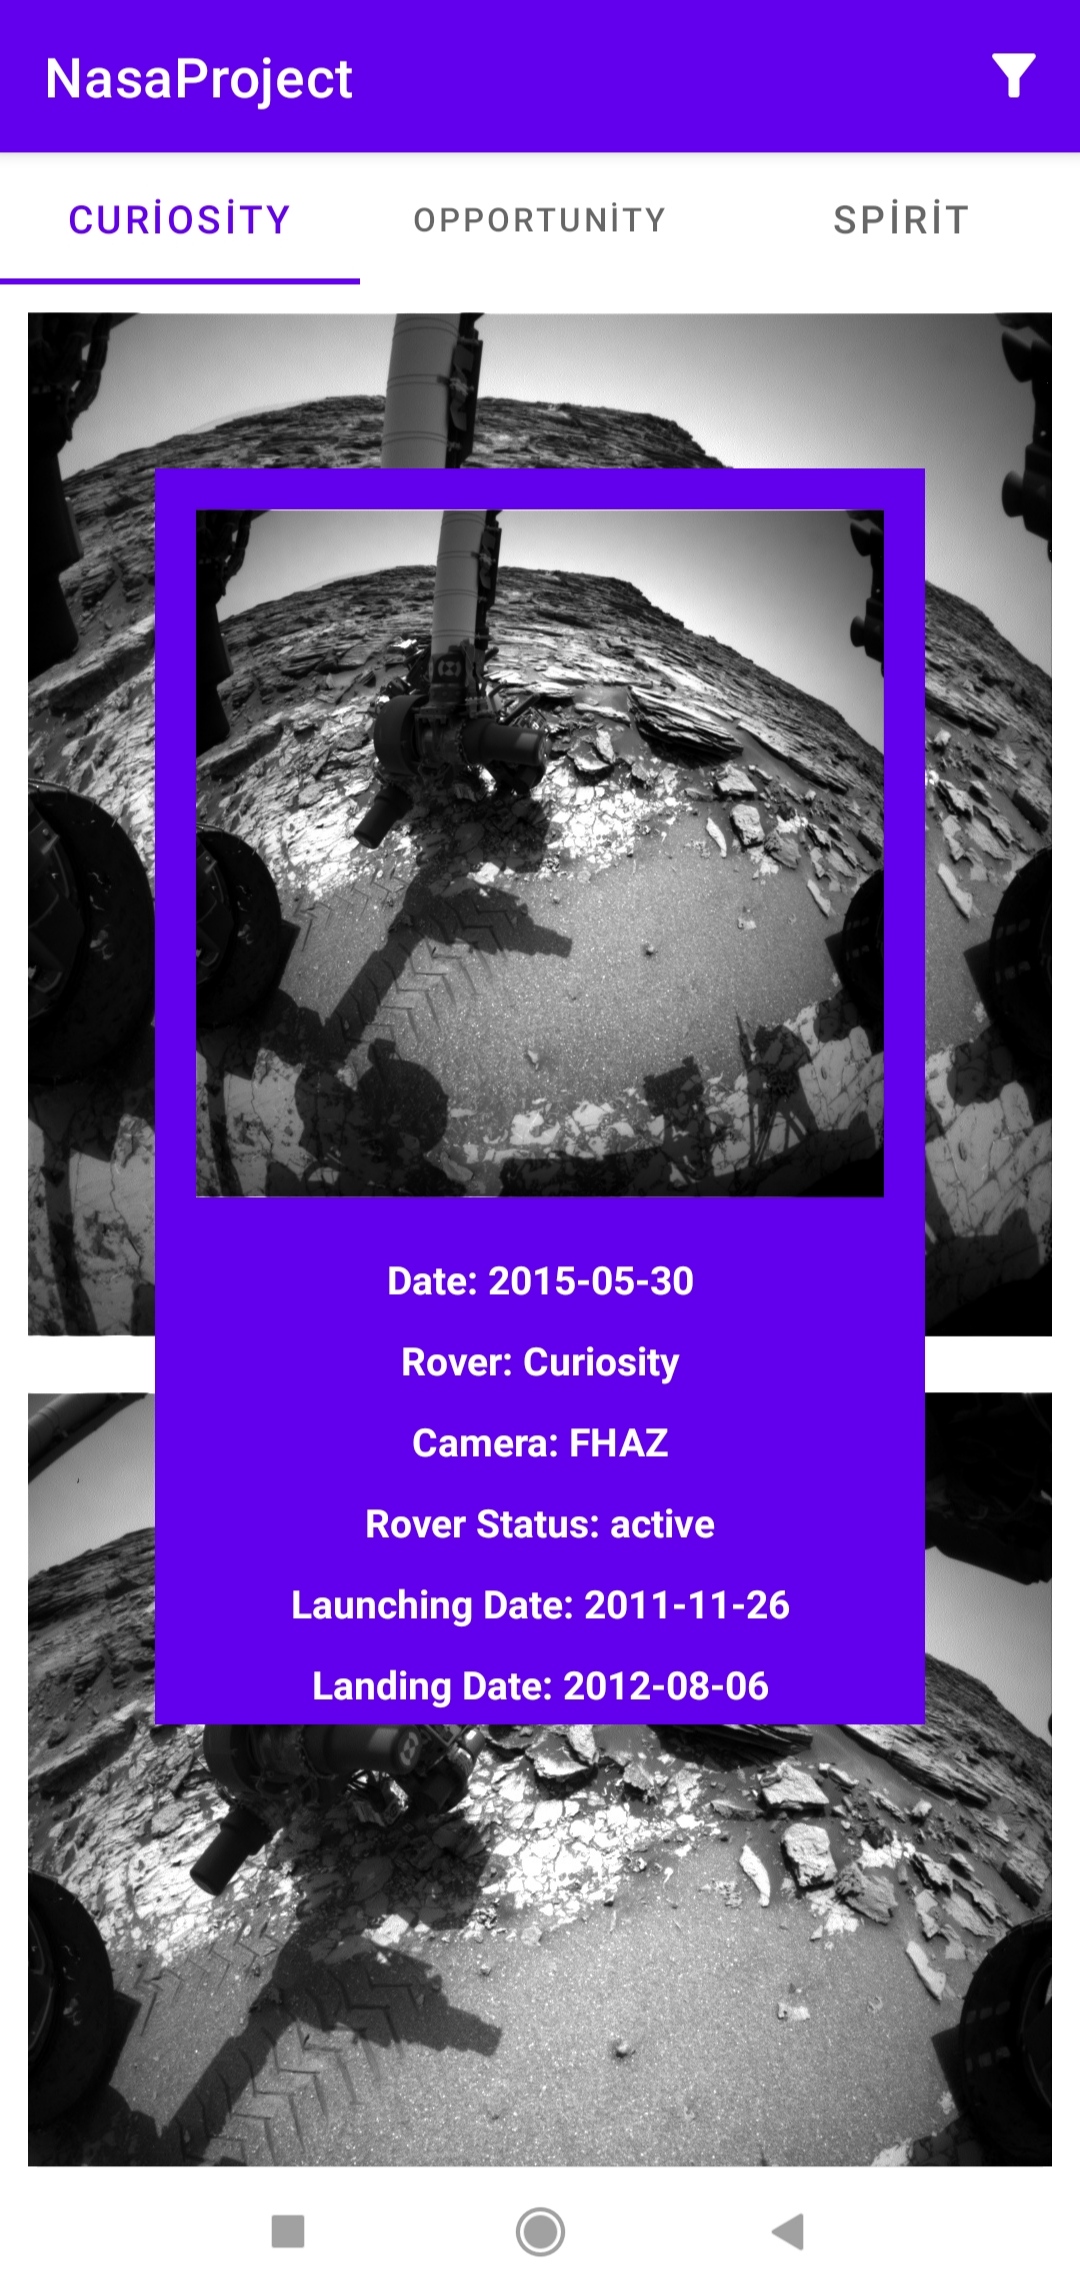 NasaProject
CURİOSİTY
OPPORTUNİTY
SPİRİT
Date: 2015-05-30
Rover: Curiosity
Camera: FHAZ
Rover Status: active
Launching Date: 2011-11-26
Landing Date: 2012-08-06